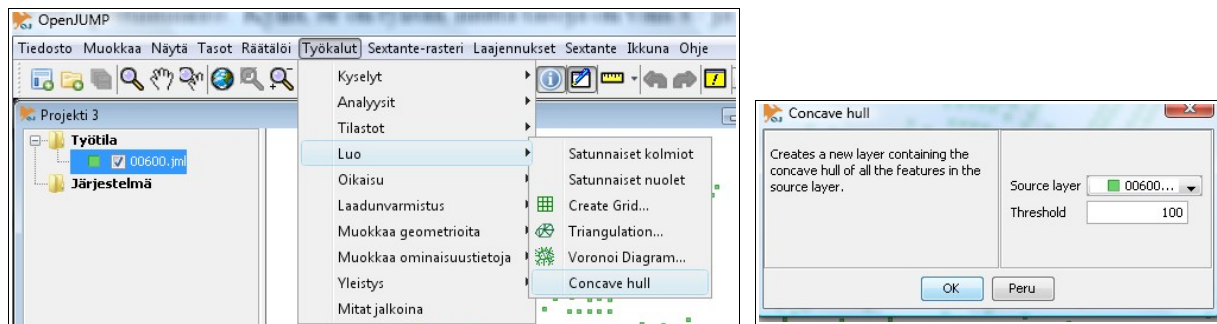 OpenJUMP
Tiedosto Muokkaa Näytä Tasot Räätälöi Työkalut Sextante-rasteri Laajennukset Sextante Ikkuna Ohje
Projekti 3
Työtila
00600.jml
Järjestelmä
Kyselyt
Analyysit
Tilastot
Luo
Oikaisu
Laadunvarmistus
Muokkaa geometrioita
Muokkaa ominaisuustietoja
Yleistys
Mitat jalkoina
Satunnaiset kolmiot
Satunnaiset nuolet
Create Grid...
Triangulation...
Voronoi Diagram...
Concave hull
Concave hull
Creates a new layer containing the
concave hull of all the features in the
source layer.
Source layer 00600...
Threshold 100
OK Peru